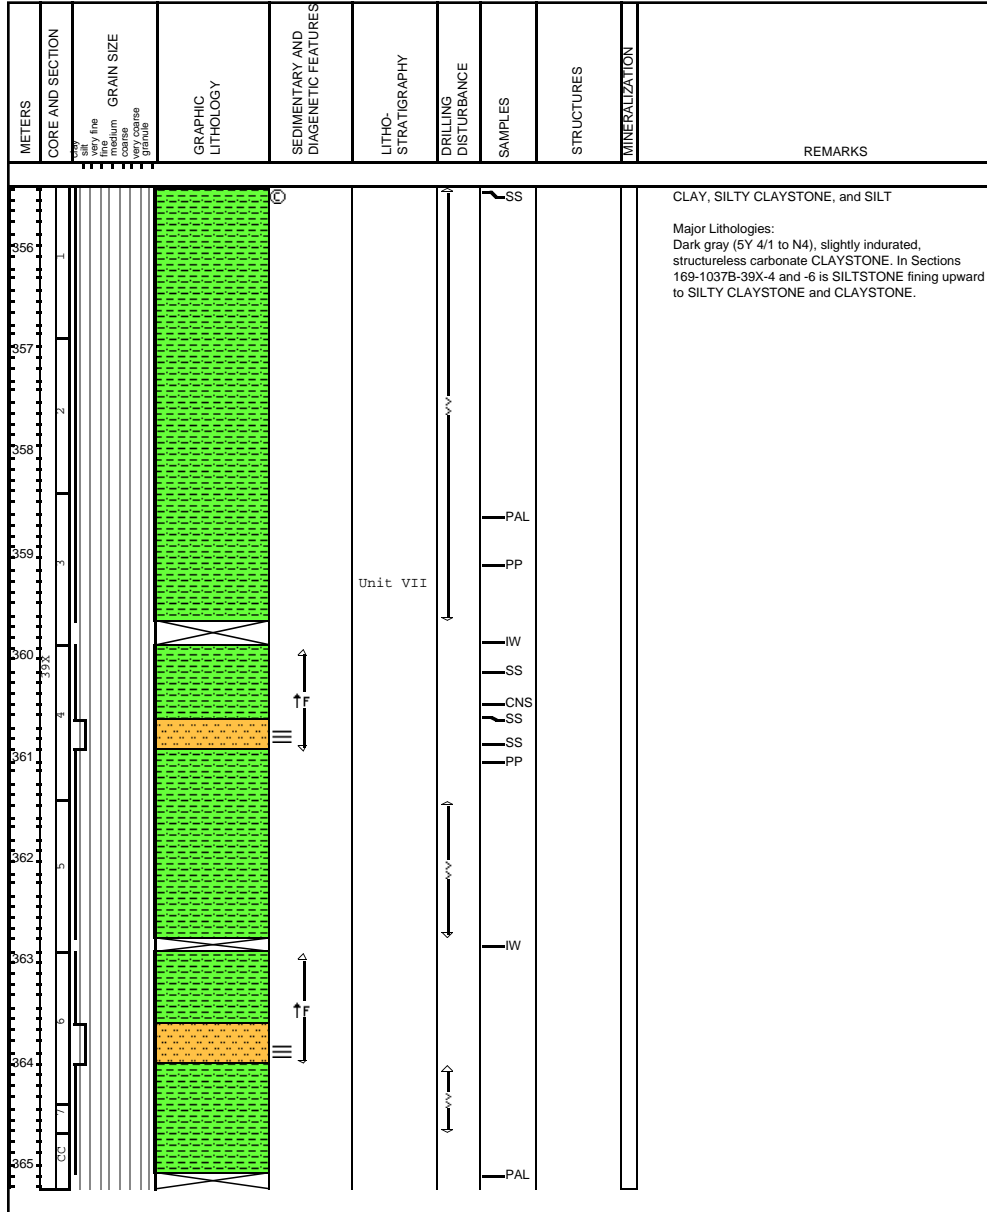 METERS
CORE AND SECTION
GRAIN SIZE
clay
silt
very fine
fine
medium
coarse
very coarse
granule
GRAPHIC
LITHOLOGY
SEDIMENTARY AND
DIAGENETIC FEATURES
LITHO-
STRATIGRAPHY
DRILLING
DISTURBANCE
SAMPLES
STRUCTURES
MINERALIZATION
REMARKS
C
SS
CLAY, SILTY CLAYSTONE, and SILT
Major Lithologies:
Dark gray (5Y 4/1 to N4), slightly indurated,
structureless carbonate CLAYSTONE. In Sections
169-1037B-39X-4 and -6 is SILTSTONE fining upward
to SILTY CLAYSTONE and CLAYSTONE.
356
1
357
2
358
PAL
359
3
PP
Unit VII
IW
360
39X
SS
F
CNS
4
SS
SS
361
PP
362
5
IW
363
F
6
364
7
CC
365
PAL